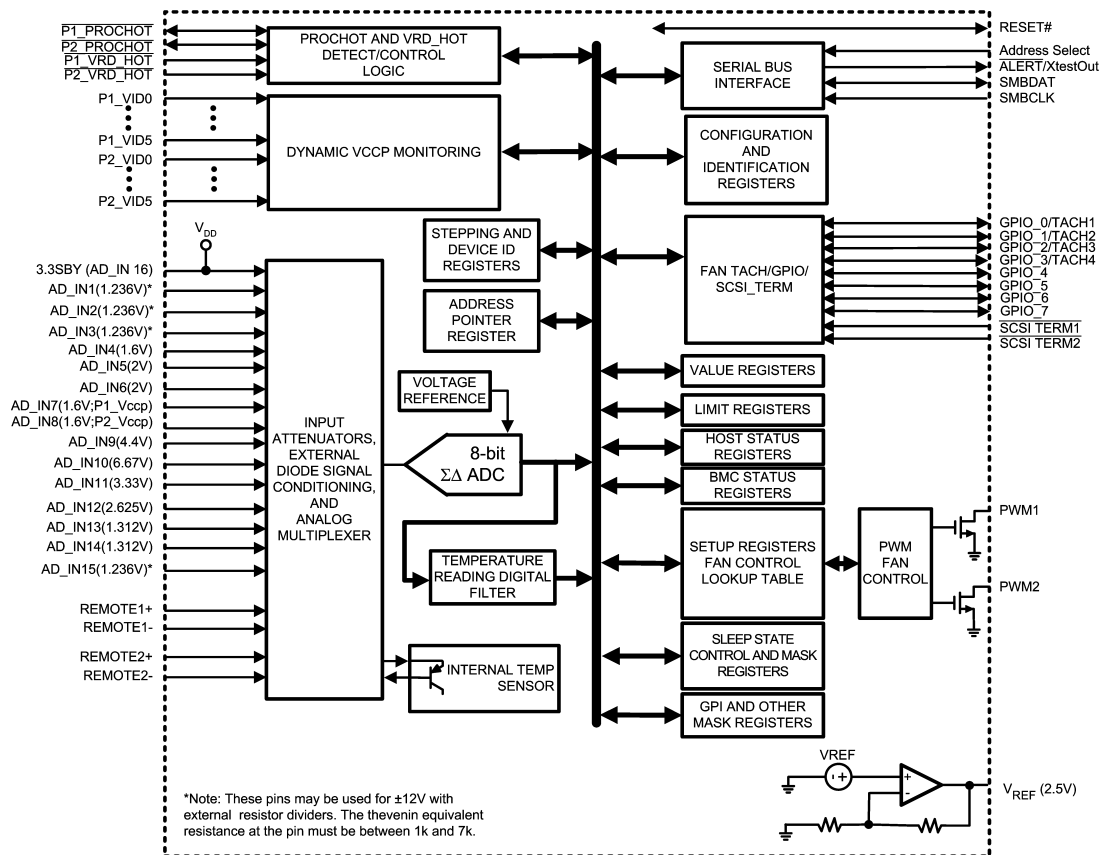 P1_PROCHOT
P2_PROCHOT
P1_VRD_HOT
P2_VRD_HOT
P1_VID0
P1_VID5
P2_VID0
P2_VID5
V_DD
3.3SBY (AD_IN 16)
AD_IN1(1.236V)*
AD_IN2(1.236V)*
AD_IN3(1.236V)*
AD_IN4(1.6V)
AD_IN5(2V)
AD_IN6(2V)
AD_IN7(1.6V;P1_Vccp)
AD_IN8(1.6V;P2_Vccp)
AD_IN9(4.4V)
AD_IN10(6.67V)
AD_IN11(3.33V)
AD_IN12(2.625V)
AD_IN13(1.312V)
AD_IN14(1.312V)
AD_IN15(1.236V)*
REMOTE1+
REMOTE1-
REMOTE2+
REMOTE2-
PROCHOT AND VRD_HOT
DETECT/CONTROL
LOGIC
DYNAMIC VCCP MONITORING
STEPPING AND
DEVICE ID
REGISTERS
ADDRESS
POINTER
REGISTER
VOLTAGE
REFERENCE
INPUT
ATTENUATORS,
EXTERNAL
DIODE SIGNAL
CONDITIONING,
AND
ANALOG
MULTIPLEXER
8-bit
ΣΔ ADC
TEMPERATURE
READING DIGITAL
FILTER
INTERNAL TEMP
SENSOR
SERIAL BUS
INTERFACE
CONFIGURATION
AND
IDENTIFICATION
REGISTERS
FAN TACH/GPIO/
SCSI_TERM
VALUE REGISTERS
LIMIT REGISTERS
HOST STATUS
REGISTERS
BMC STATUS
REGISTERS
SETUP REGISTERS
FAN CONTROL
LOOKUP TABLE
PWM
FAN
CONTROL
SLEEP STATE
CONTROL AND MASK
REGISTERS
GPI AND OTHER
MASK REGISTERS
RESET#
Address Select
ALERT/XtestOut
SMBDAT
SMBCLK
GPIO_0/TACH1
GPIO_1/TACH2
GPIO_2/TACH3
GPIO_3/TACH4
GPIO_4
GPIO_5
GPIO_6
GPIO_7
SCSI TERM1
SCSI TERM2
PWM1
PWM2
VREF
- +
+
-
V_REF (2.5V)
*Note: These pins may be used for ±12V with
external resistor dividers. The thevenin equivalent
resistance at the pin must be between 1k and 7k.